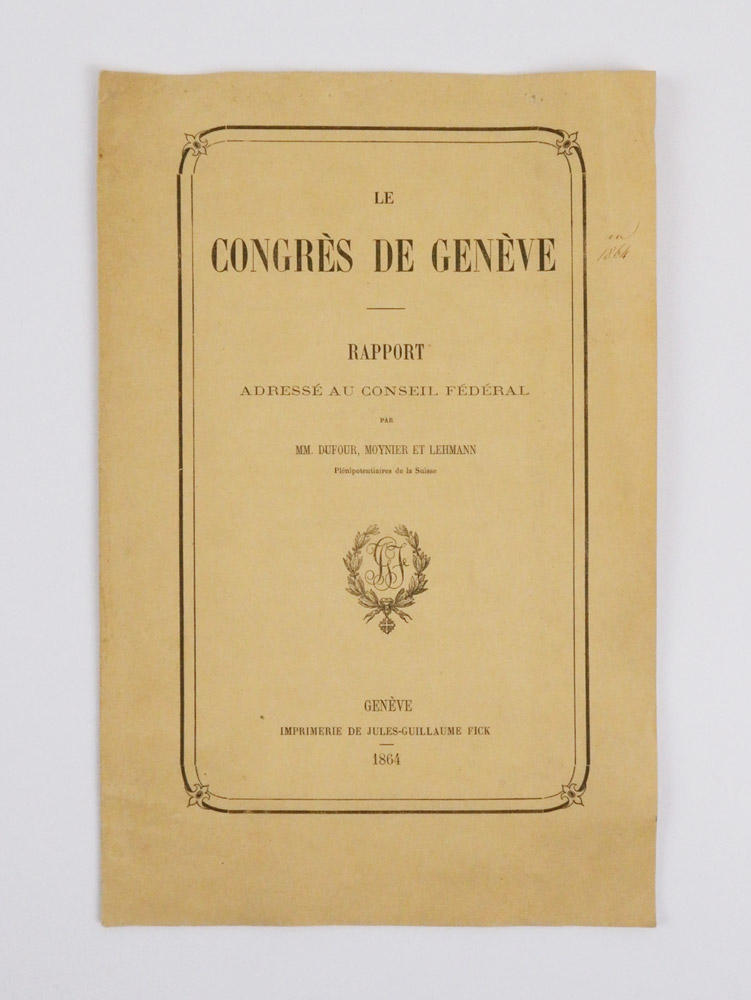 LE
CONGRÈS DE GENÈVE
RAPPORT
ADRESSÉ AU CONSEIL FÉDÉRAL
PAR
MM. DUFOUR, MOYNIER ET LEHMANN
Plénipotentiaires de la Suisse
GENÈVE
IMPRIMERIE DE JULES-GUILLAUME FICK
1864
1864